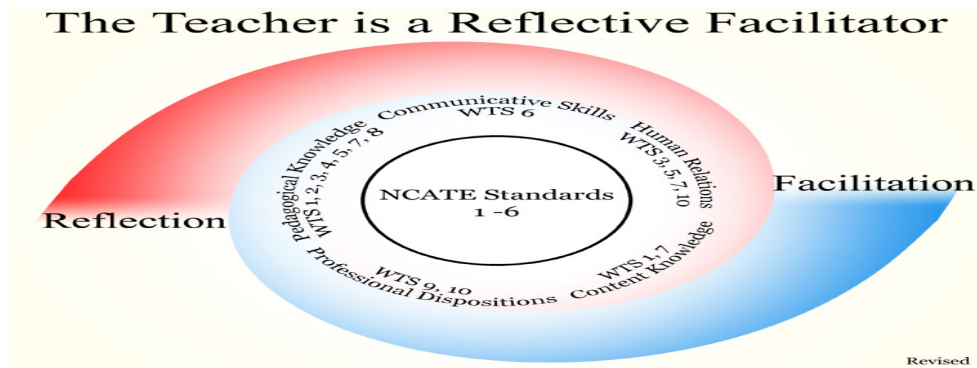 The Teacher is a Reflective Facilitator
Communicative Skills
WTS 6
Human Relations
WTS 3, 5, 7, 10
Pedagogical Knowledge
WTS 1, 2, 3, 4, 5, 7, 8
NCATE Standards
1 -6
Facilitation
Reflection
WTS 1, 7
Content Knowledge
WTS 9, 10
Professional Dispositions
Revised